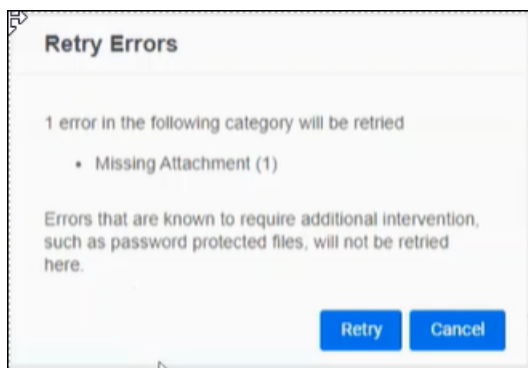 Retry Errors
1 error in the following category will be retried
• Missing Attachment (1)
Errors that are known to require additional intervention,
such as password protected files, will not be retried
here.
Retry Cancel